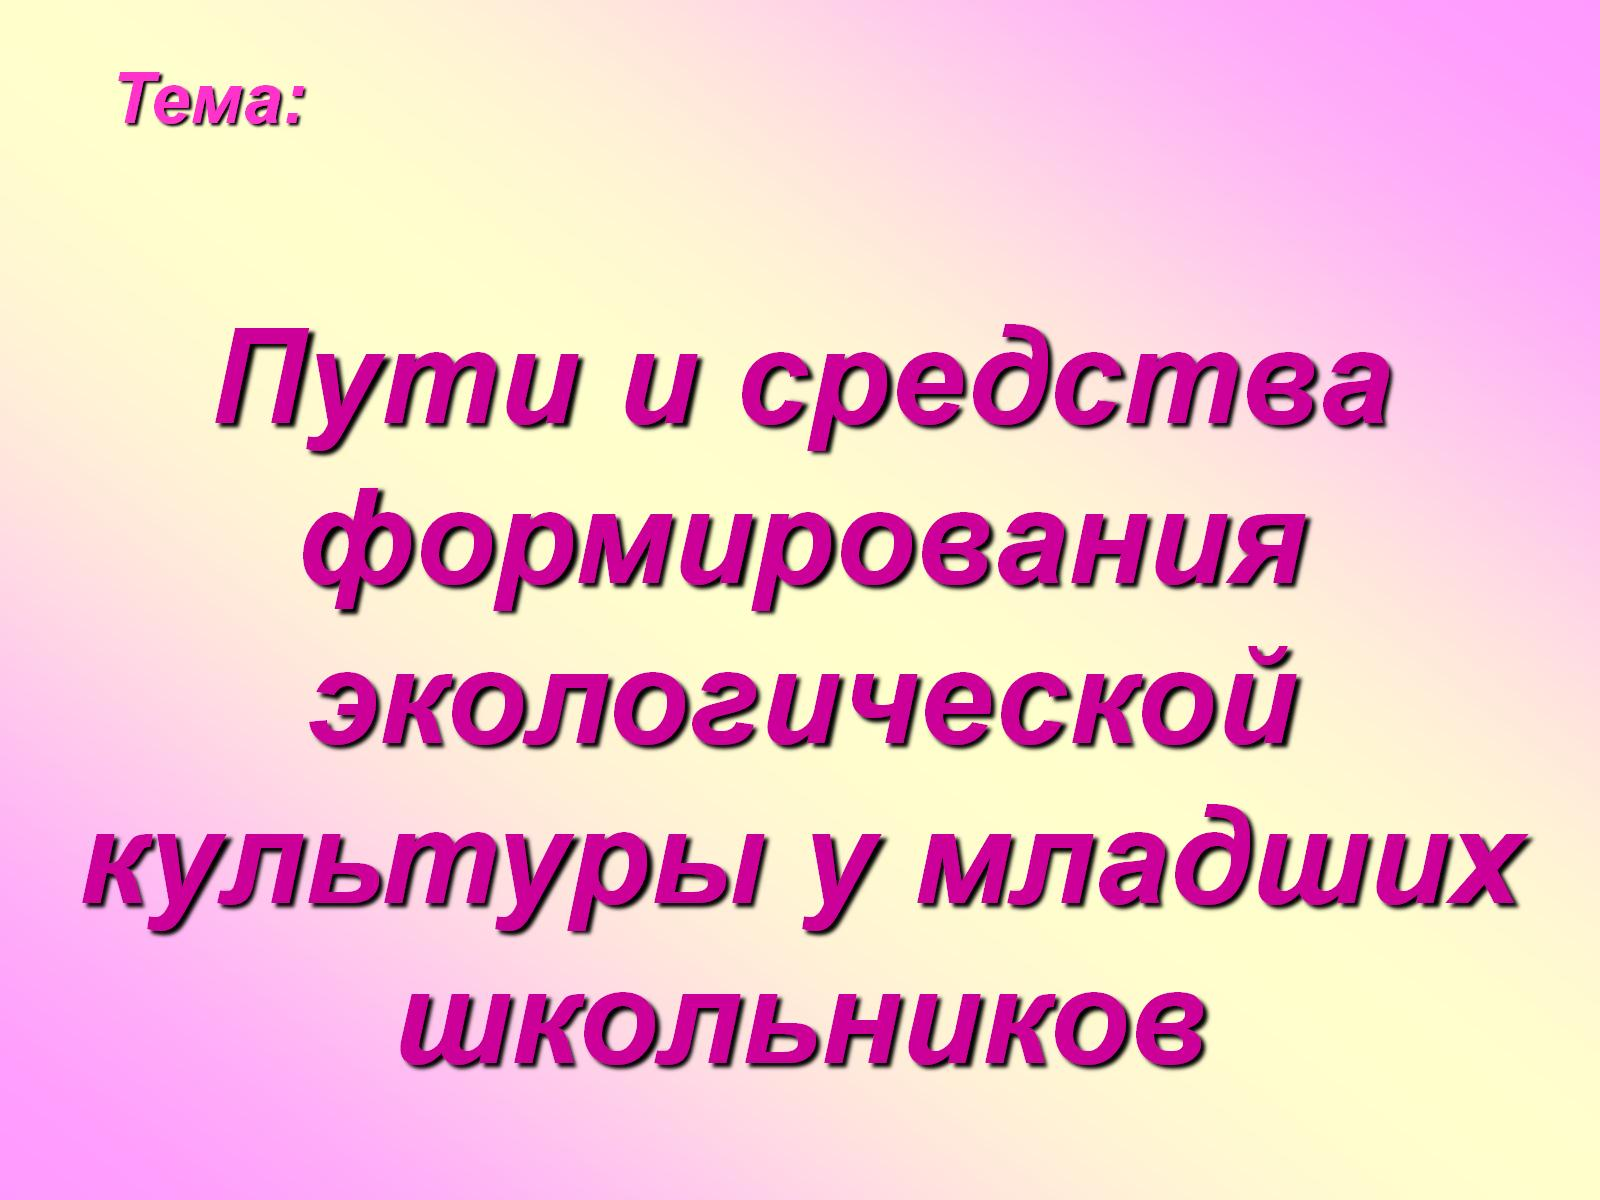 Тема:
Пути и средства
формирования
экологической
культуры у младших
школьников